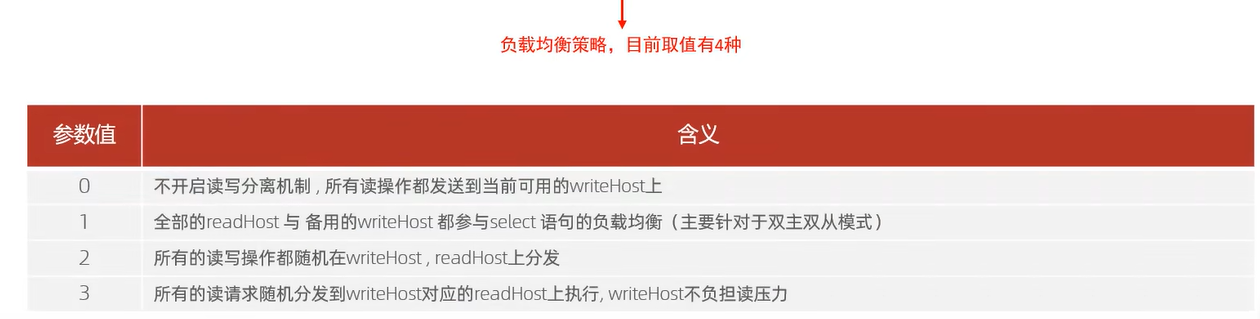 负载均衡策略，目前取值有4种
参数值 含义
0 不开启读写分离机制 , 所有读操作都发送到当前可用的writeHost上
1 全部的readHost 与 备用的writeHost 都参与select 语句的负载均衡（主要针对于双主双从模式）
2 所有的读写操作都随机在writeHost , readHost上分发
3 所有的读请求随机分发到writeHost对应的readHost上执行, writeHost不负担读压力